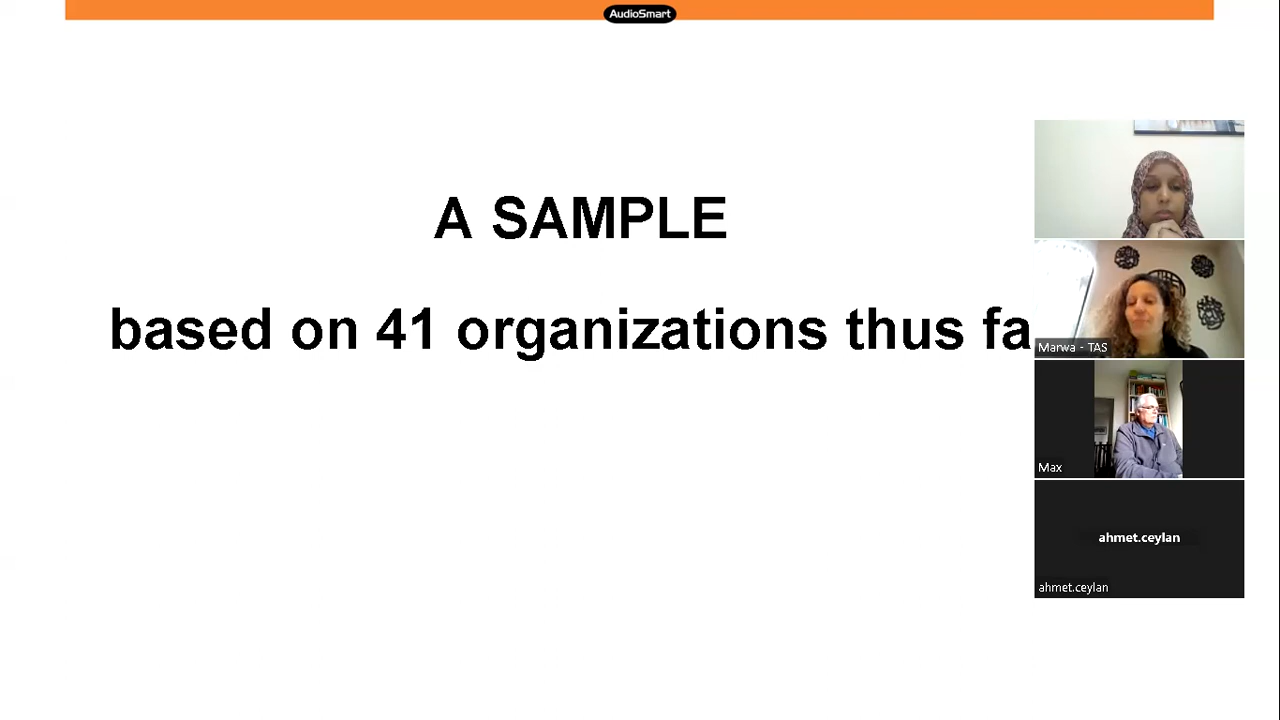 AudioSmart
A SAMPLE
based on 41 organizations thus fa
Marwa - TAS
Max
ahmet.ceylan
ahmet.ceylan